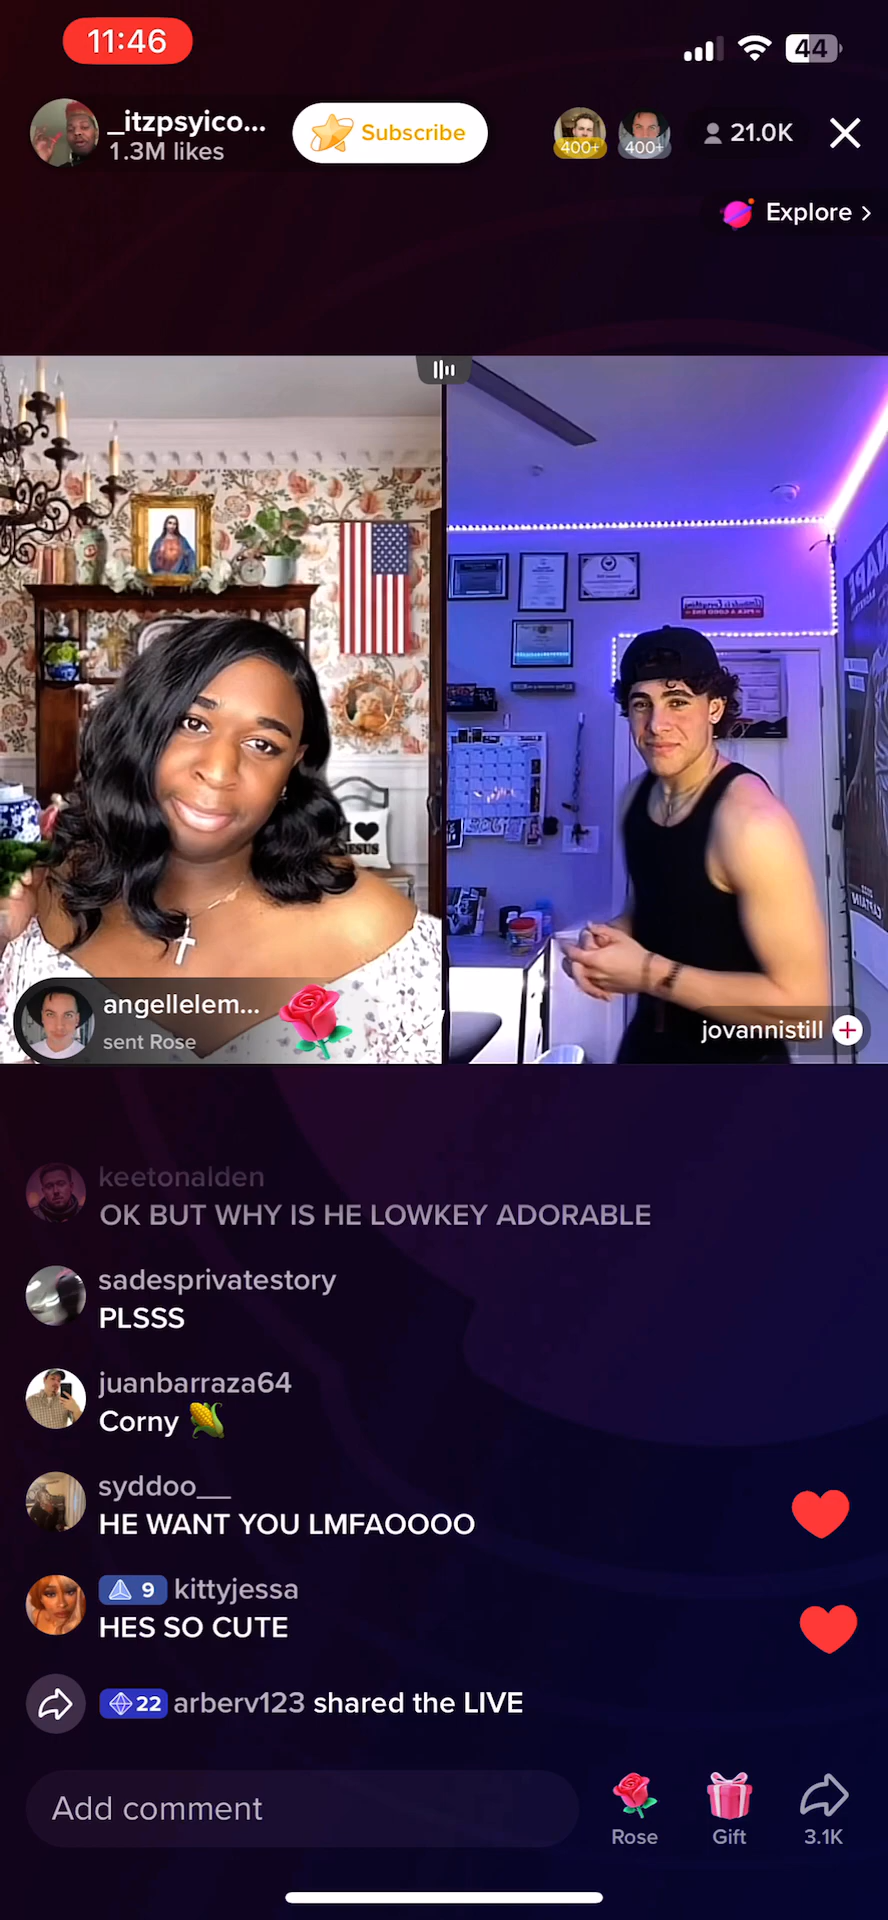 11:46
44
_itzpsyico...
1.3M likes
Subscribe
400+
400+
21.0K
Explore >
I ❤ JESUS
CAPTAIN
angellelem...
sent Rose
jovannistill
keetonalden
OK BUT WHY IS HE LOWKEY ADORABLE
sadesprivatestory
PLSSS
juanbarraza64
Corny 🌽
syddoo__
HE WANT YOU LMFAOOOO
9 kittyjessa
HES SO CUTE
22 arberv123 shared the LIVE
Add comment
Rose
Gift
3.1K